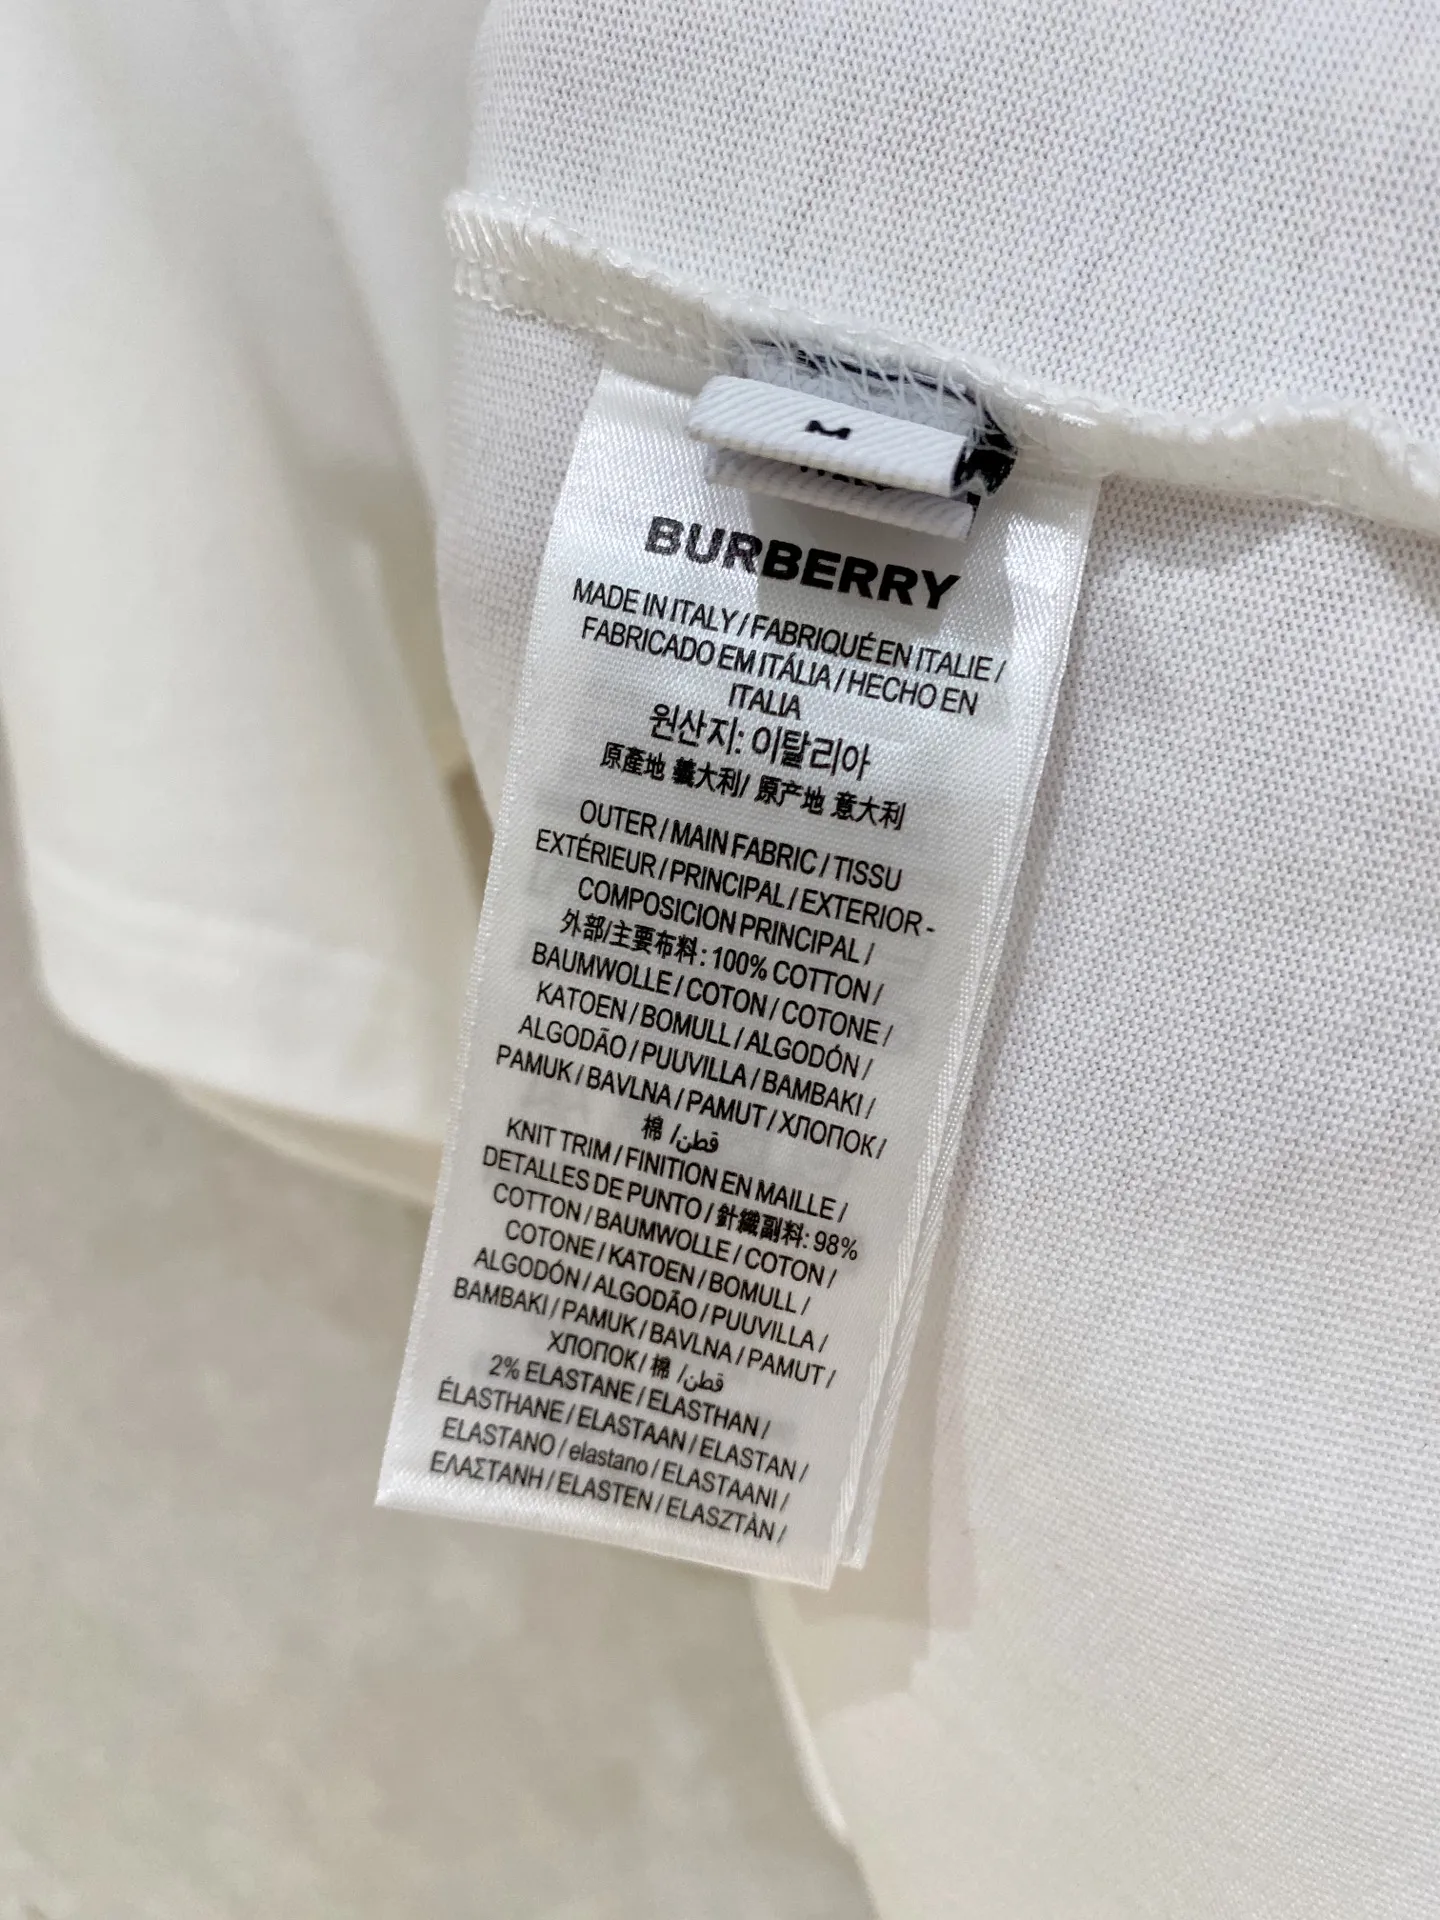 M
ITALY
BURBERRY
MADE IN ITALY / FABRIQUÉ EN ITALIE /
FABRICADO EM ITÁLIA / HECHO EN
ITALIA
원산지: 이탈리아
原產地 義大利/ 原产地 意大利
OUTER / MAIN FABRIC / TISSU
EXTÉRIEUR / PRINCIPAL / EXTERIOR -
COMPOSICION PRINCIPAL /
外部/主要布料: 100% COTTON /
BAUMWOLLE / COTON / COTONE /
KATOEN / BOMULL / ALGODÓN /
ALGODÃO / PUUVILLA / BAMBAKI /
PAMUK / BAVLNA / PAMUT / ХЛОПОК /
棉 /قطن
KNIT TRIM / FINITION EN MAILLE /
DETALLES DE PUNTO / 針織副料: 98%
COTTON / BAUMWOLLE / COTON /
COTONE / KATOEN / BOMULL /
ALGODÓN / ALGODÃO / PUUVILLA /
BAMBAKI / PAMUK / BAVLNA / PAMUT /
ХЛОПОК / 棉 /قطن
2% ELASTANE / ELASTHAN /
ÉLASTHANE / ELASTAAN / ELASTAN /
ELASTANO / elastano / ELASTAANI /
ΕΛΑΣΤΑΝΗ / ELASTEN / ELASZTÀN /